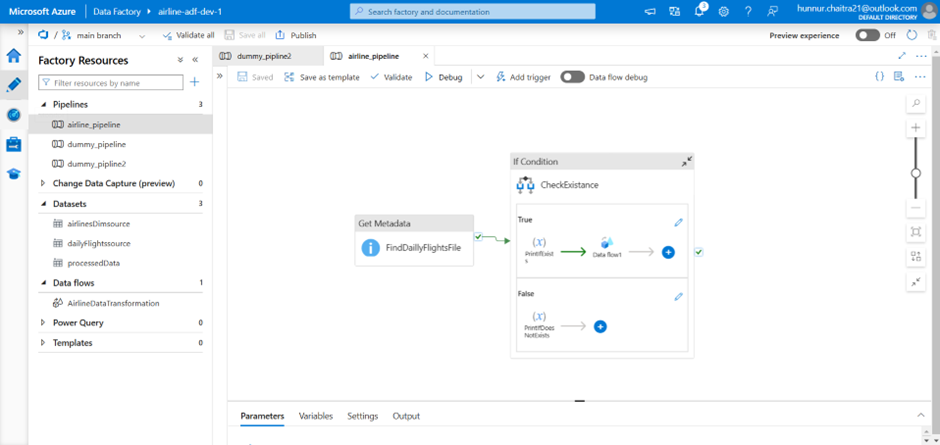 Microsoft Azure | Data Factory ▸ airline-adf-dev-1
Search factory and documentation
3
hunnur.chaitra21@outlook.com
DEFAULT DIRECTORY
main branch
Validate all
Save all
Publish
Preview experience
Off
Factory Resources
Filter resources by name
Pipelines 3
airline_pipeline
dummy_pipeline
dummy_pipline2
Change Data Capture (preview) 0
Datasets 3
airlinesDimsource
dailyFlightssource
processedData
Data flows 1
AirlineDataTransformation
Power Query 0
Templates 0
dummy_pipline2
airline_pipeline
Saved
Save as template
Validate
Debug
Add trigger
Data flow debug
Get Metadata
FindDaillyFlightsFile
If Condition
CheckExistance
True
(x)
PrintifExist
s
Data flow1
False
(x)
PrintIfDoes
NotExists
Parameters
Variables
Settings
Output